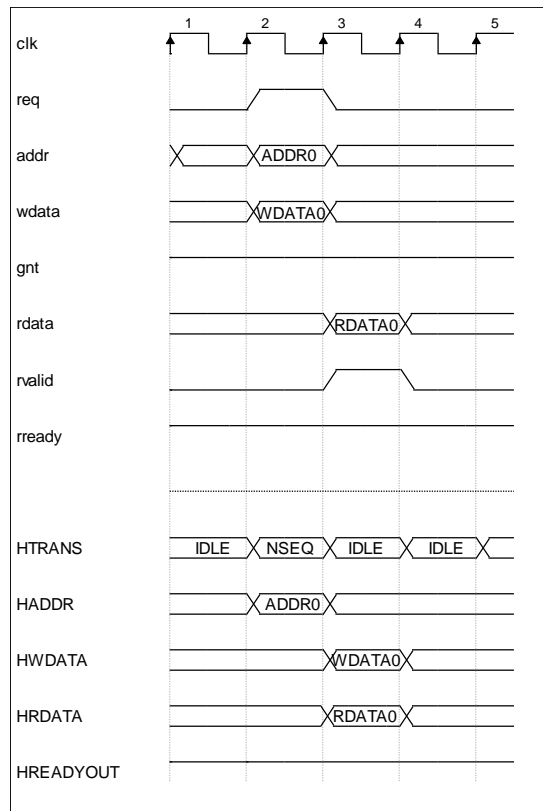 1 2 3 4 5
clk
req
addr ADDR0
wdata WDATA0
gnt
rdata RDATA0
rvalid
rready
HTRANS IDLE NSEQ IDLE IDLE
HADDR ADDR0
HWDATA WDATA0
HRDATA RDATA0
HREADYOUT